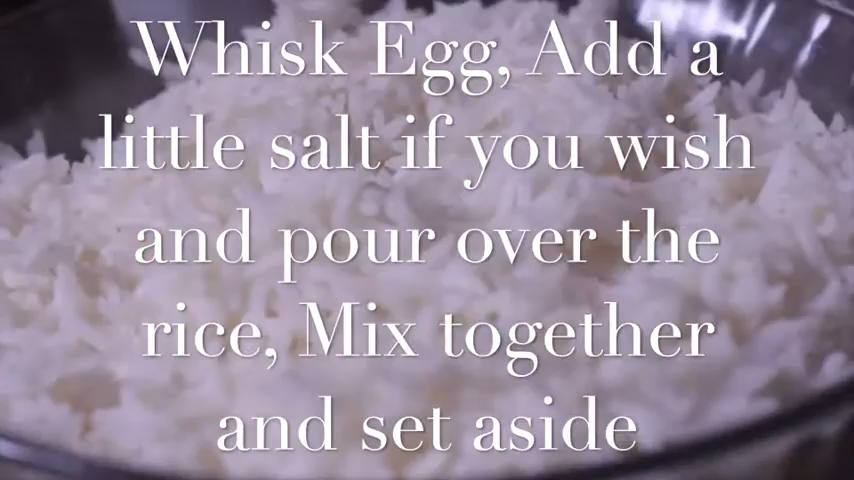 Whisk Egg, Add a
little salt if you wish
and pour over the
rice, Mix together
and set aside